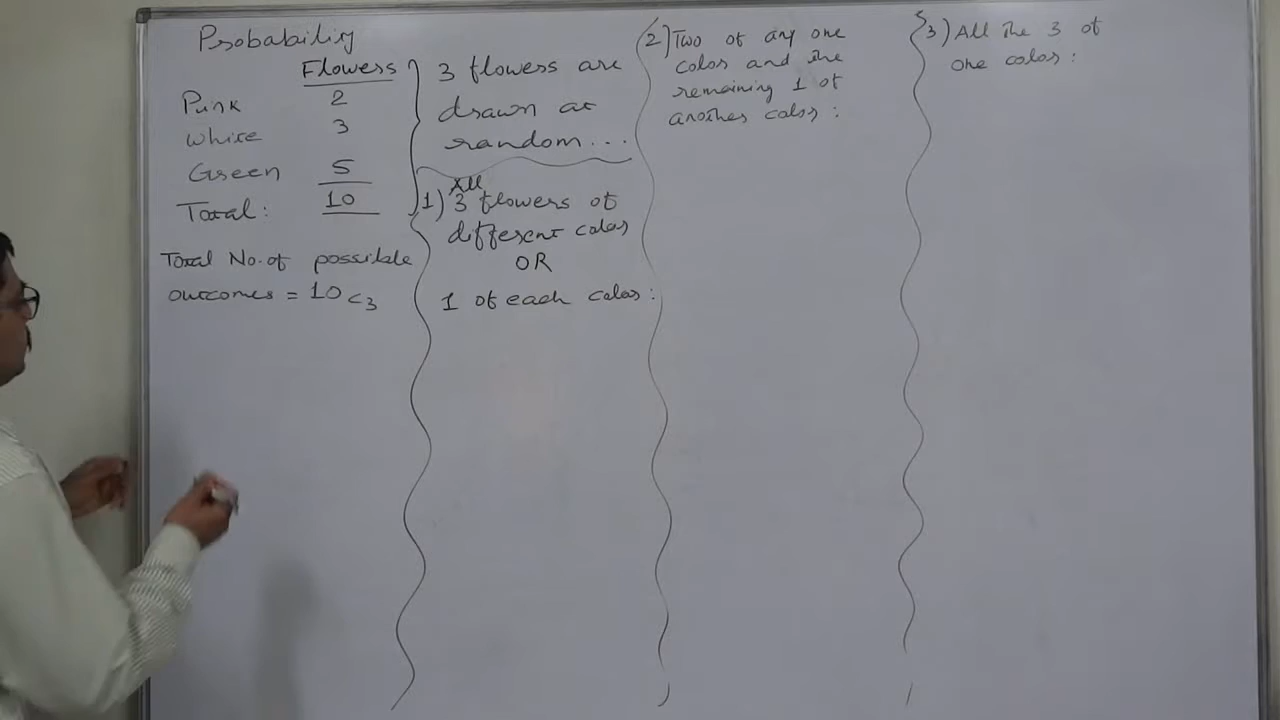 Probability
Flowers
Pink 2
White 3
Green 5
Total: 10
Total No. of possible
outcomes = 10c3
3 flowers are
drawn at
random...
All
1) 3 flowers of
different color
OR
1 of each color:
2) Two of any one
color and the
remaining 1 of
another color:
3) All the 3 of
one color: